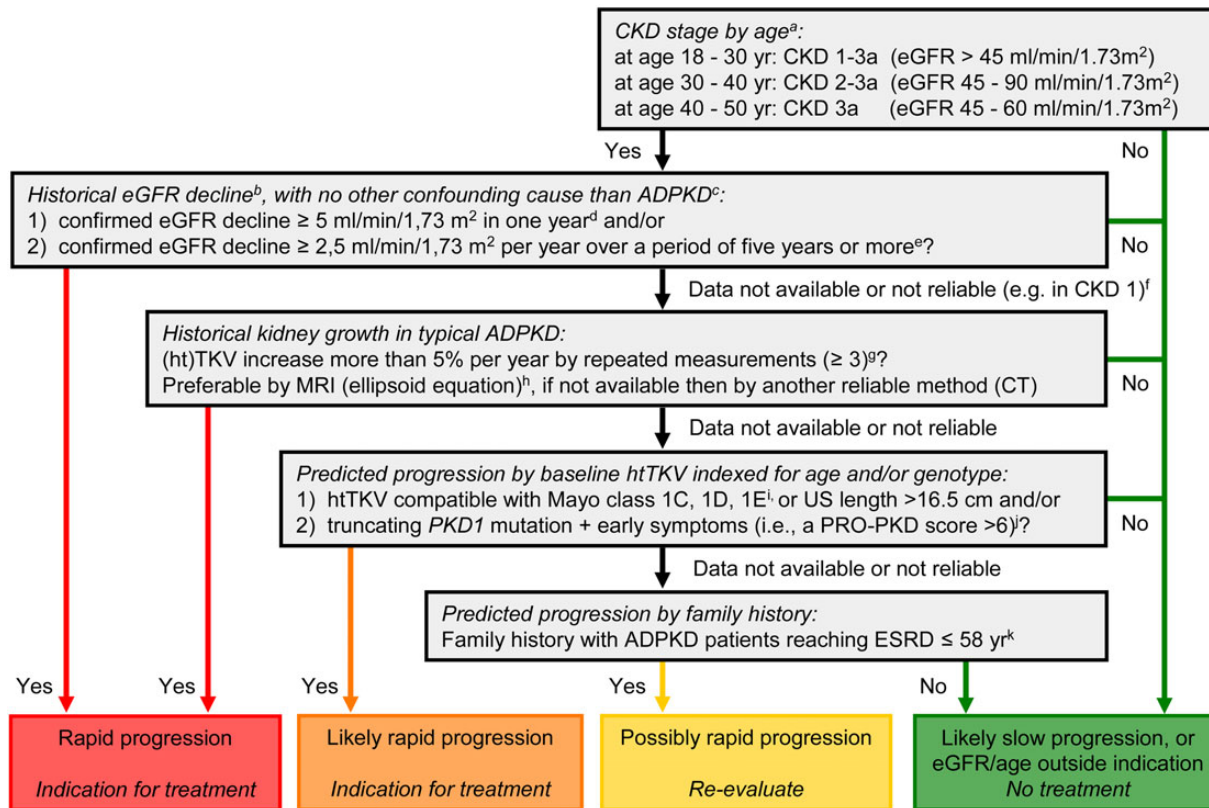 CKD stage by ageᵃ:
at age 18 - 30 yr: CKD 1-3a (eGFR > 45 ml/min/1.73m²)
at age 30 - 40 yr: CKD 2-3a (eGFR 45 - 90 ml/min/1.73m²)
at age 40 - 50 yr: CKD 3a (eGFR 45 - 60 ml/min/1.73m²)
Yes
No
Historical eGFR declineᵇ, with no other confounding cause than ADPKDᶜ:
1) confirmed eGFR decline ≥ 5 ml/min/1,73 m² in one yearᵈ and/or
2) confirmed eGFR decline ≥ 2,5 ml/min/1,73 m² per year over a period of five years or moreᵉ?
No
Data not available or not reliable (e.g. in CKD 1)ᶠ
Historical kidney growth in typical ADPKD:
(ht)TKV increase more than 5% per year by repeated measurements (≥ 3)ᵍ?
Preferable by MRI (ellipsoid equation)ʰ, if not available then by another reliable method (CT)
No
Data not available or not reliable
Predicted progression by baseline htTKV indexed for age and/or genotype:
1) htTKV compatible with Mayo class 1C, 1D, 1Eⁱ, or US length >16.5 cm and/or
2) truncating PKD1 mutation + early symptoms (i.e., a PRO-PKD score >6)ʲ?
No
Data not available or not reliable
Predicted progression by family history:
Family history with ADPKD patients reaching ESRD ≤ 58 yrᵏ
Yes
Yes
Yes
Yes
No
Rapid progression
Indication for treatment
Likely rapid progression
Indication for treatment
Possibly rapid progression
Re-evaluate
Likely slow progression, or
eGFR/age outside indication
No treatment